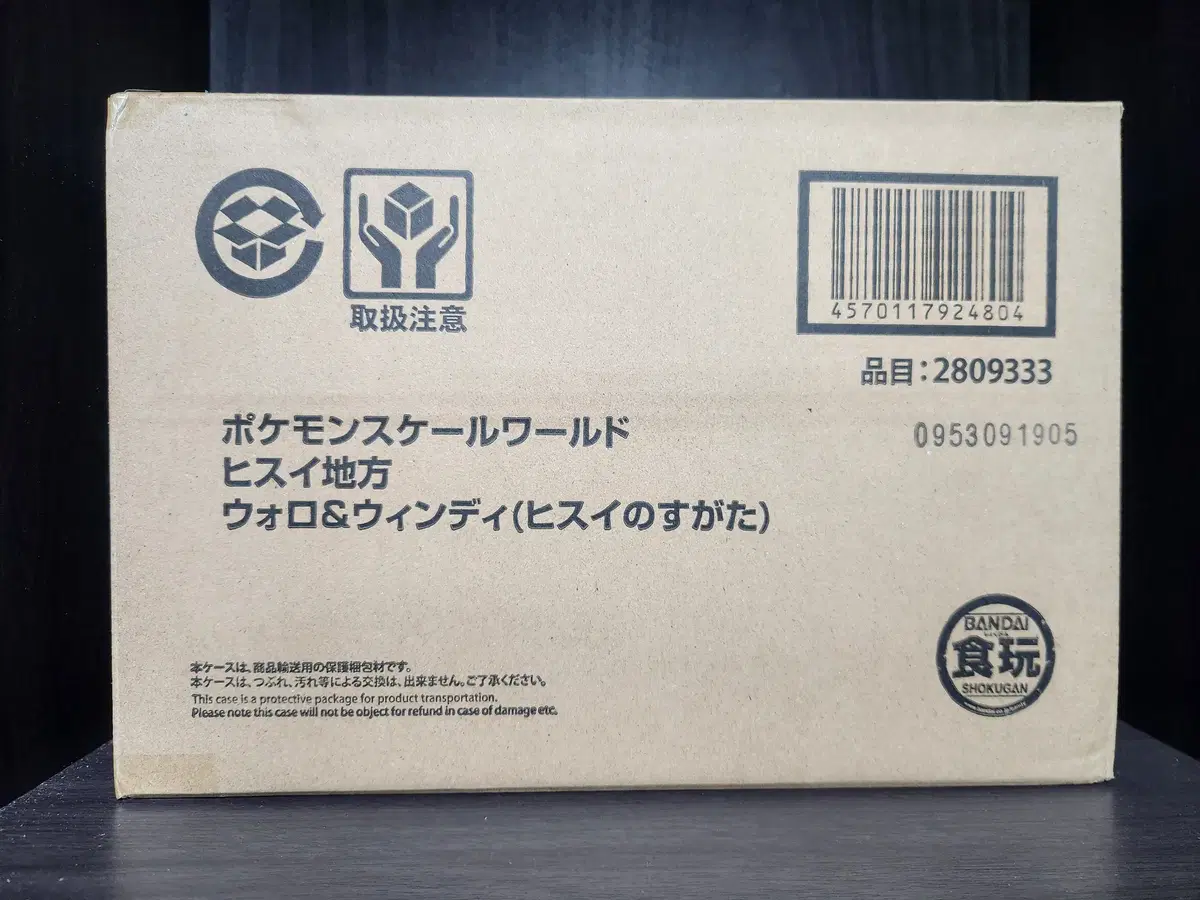 取扱注意
4570117924804
品目:2809333
0953091905
ポケモンスケールワールド
ヒスイ地方
ウォロ&ウィンディ(ヒスイのすがた)
本ケースは、商品輸送用の保護梱包材です。
本ケースは、つぶれ、汚れ等による交換は、出来ません。ご了承ください。
This case is a protective package for product transportation.
Please note this case will not be object for refund in case of damage etc.
BANDAI
食玩
SHOKUGAN